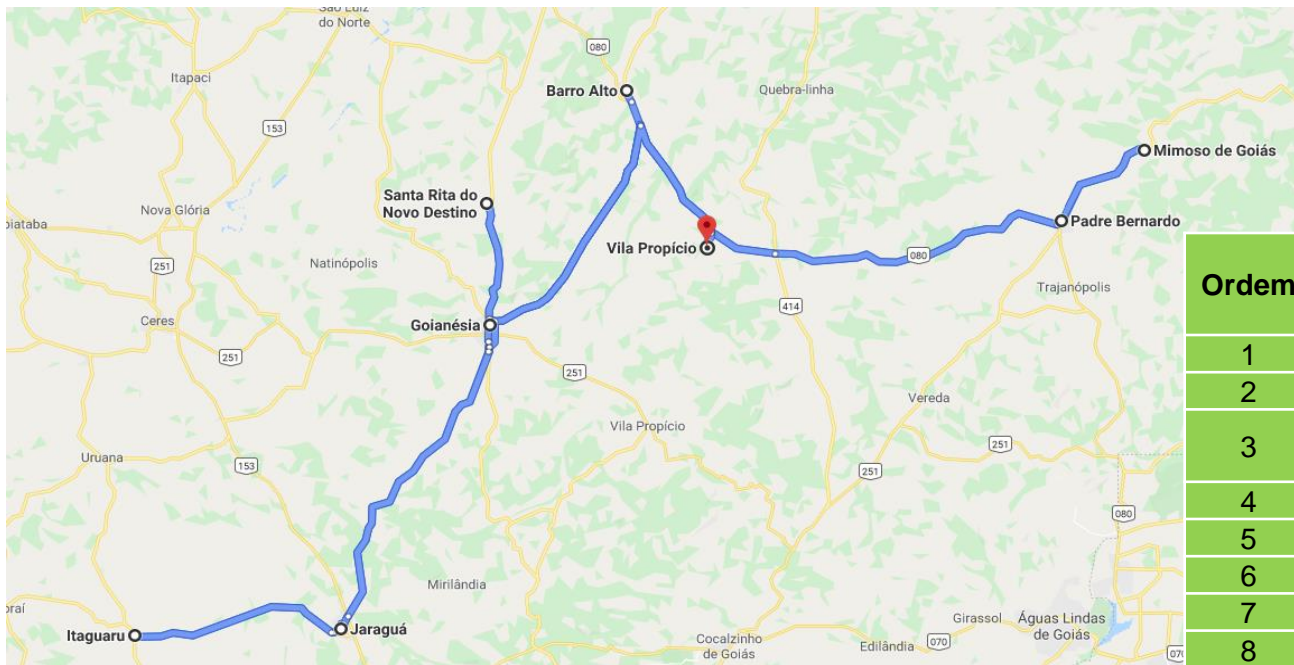 São Luiz
do Norte
080
Barro Alto
Quebra-linha
Itapaci
153
Mimoso de Goiás
Santa Rita do
Novo Destino
Nova Glória
Padre Bernardo
Vila Propício
080
251
Natinópolis
Trajanópolis
414
Ceres
Goianésia
251
251
Vereda
Vila Propício
251
Uruana
153
251
080
Mirilândia
Itaguaru
Jaraguá
Girassol
Águas Lindas
de Goiás
Cocalzinho
de Goiás
070
Edilândia
070
Ordem
1
2
3
4
5
6
7
8